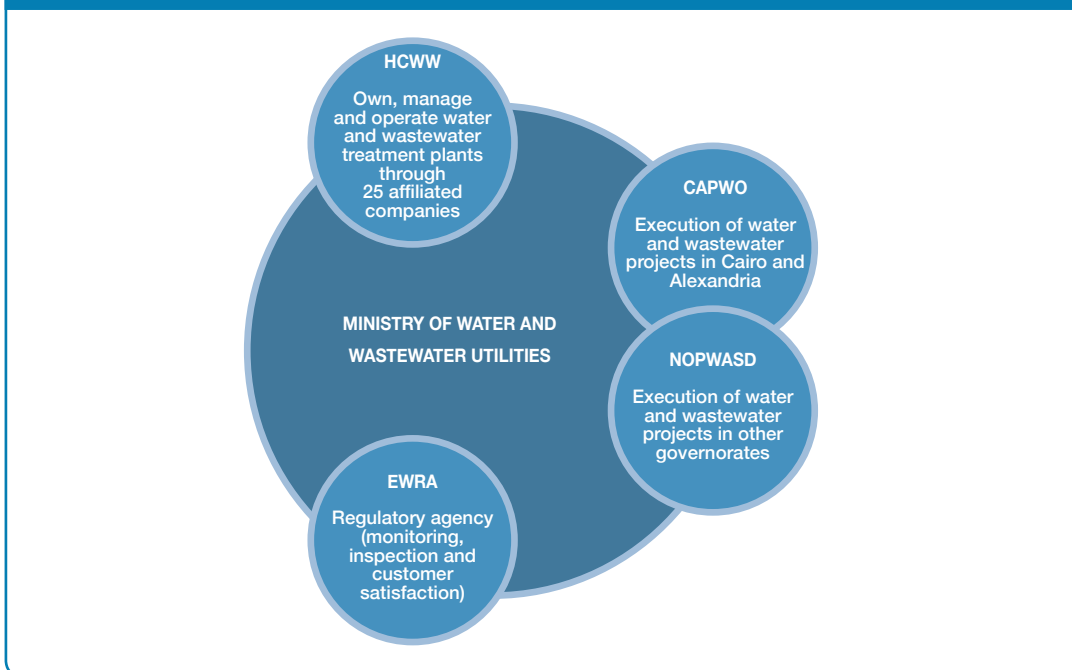 HCWW
Own, manage
and operate water
and wastewater
treatment plants
through
25 affiliated
companies
CAPWO
Execution of water
and wastewater
projects in Cairo and
Alexandria
MINISTRY OF WATER AND
WASTEWATER UTILITIES
NOPWASD
Execution of water
and wastewater
projects in other
governorates
EWRA
Regulatory agency
(monitoring,
inspection and
customer
satisfaction)